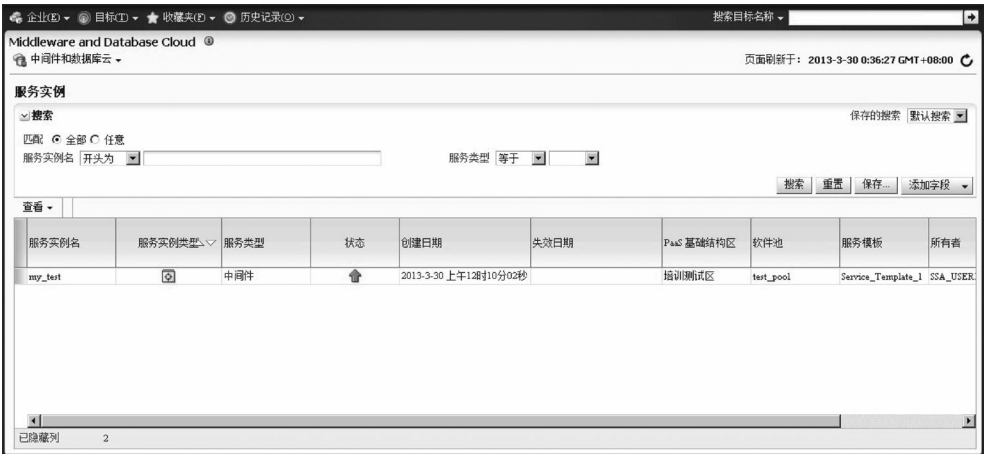 企业(E) 目标(T) 收藏夹(F) 历史记录(O) 搜索目标名称
Middleware and Database Cloud
中间件和数据库云 页面刷新于: 2013-3-30 0:36:27 GMT+08:00
服务实例
搜索 保存的搜索 默认搜索
匹配 全部 任意
服务实例名 开头为 服务类型 等于
搜索 重置 保存... 添加字段
查看
服务实例名 服务实例类型 服务类型 状态 创建日期 失效日期 PaaS 基础结构区 软件池 服务模板 所有者
my_test 中间件 2013-3-30 上午12时10分02秒 培训测试区 test_pool Service_Template_1 SSA_USER
已隐藏列 2